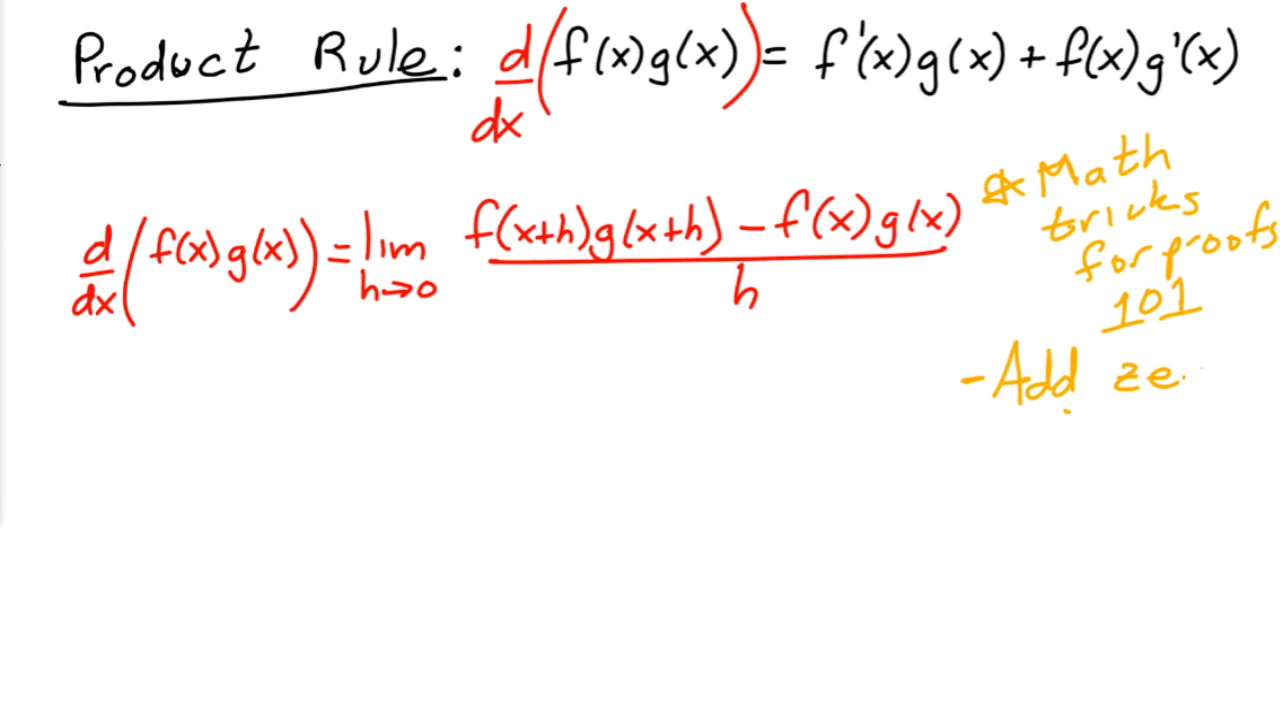 Product Rule: d/dx (f(x)g(x)) = f'(x)g(x) + f(x)g'(x)
d/dx (f(x)g(x)) = lim h→0 f(x+h)g(x+h) - f(x)g(x) / h
* Math
tricks
for proofs
101
- Add ze